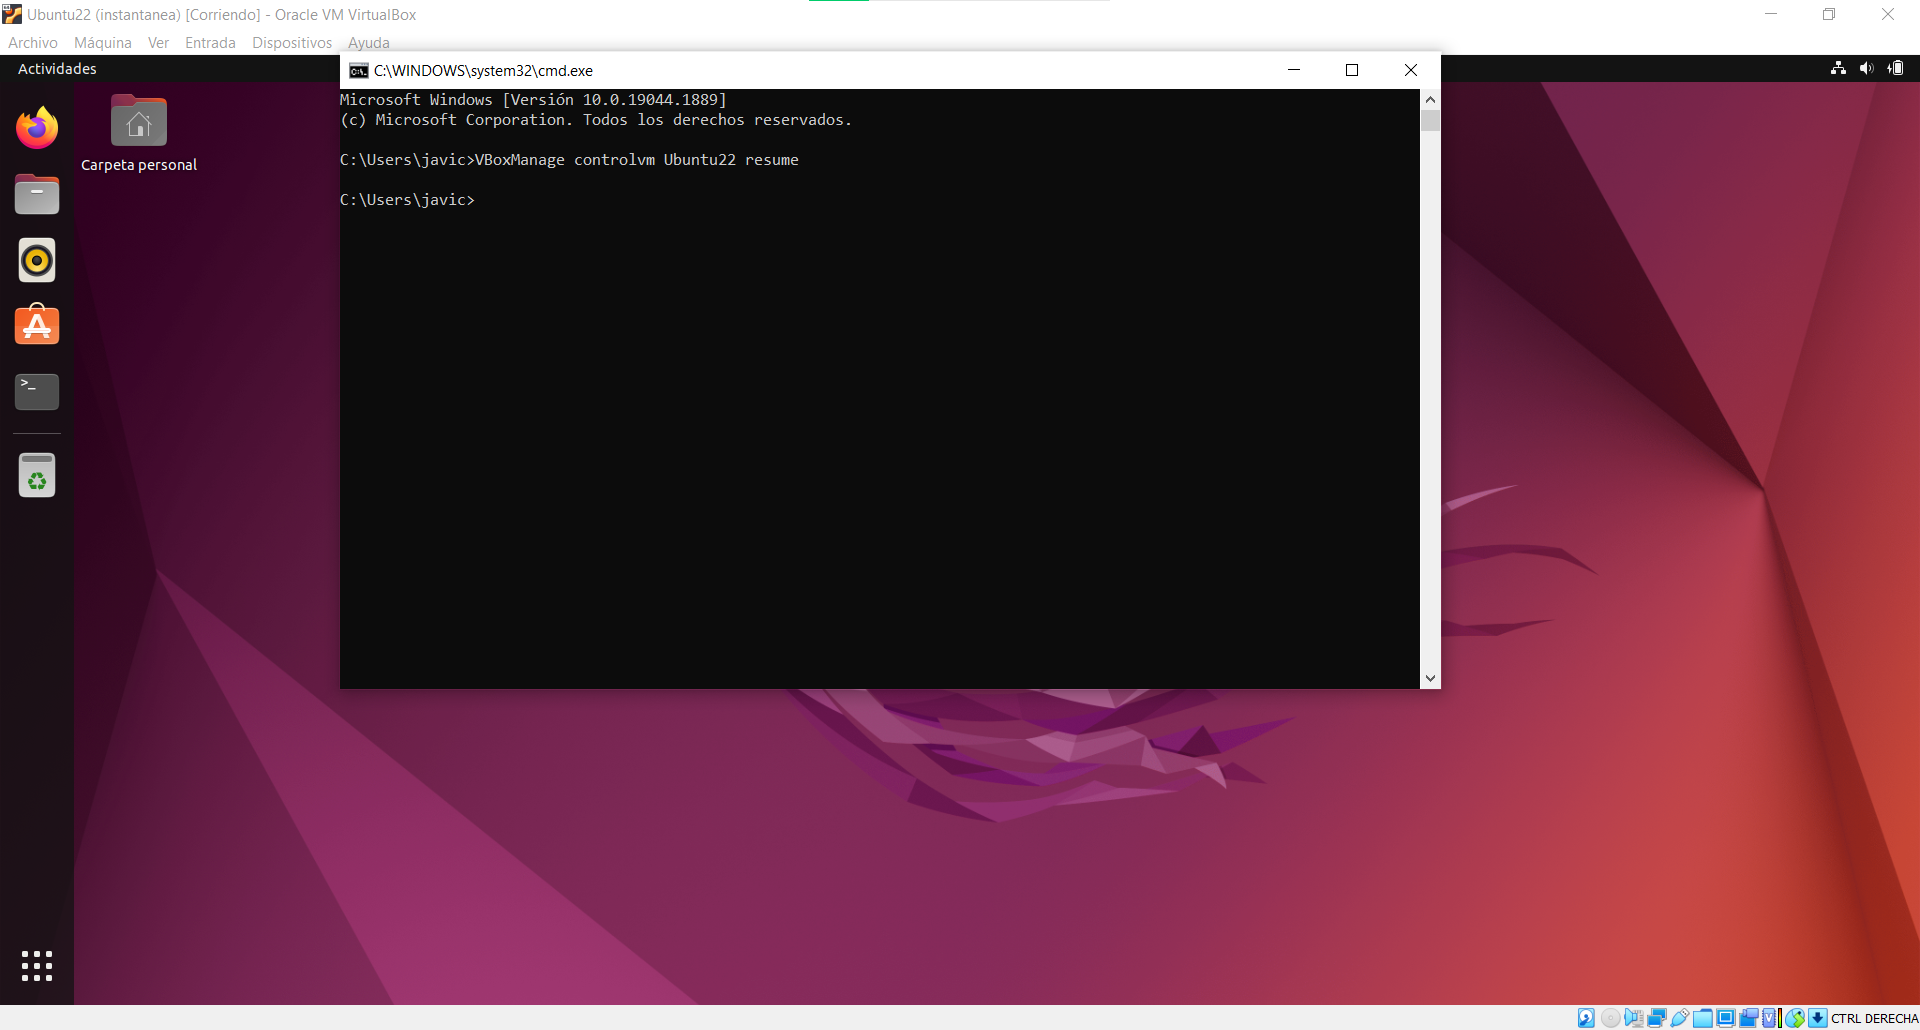 Ubuntu22 (instantanea) [Corriendo] - Oracle VM VirtualBox
Archivo Máquina Ver Entrada Dispositivos Ayuda
Actividades
C:\WINDOWS\system32\cmd.exe
Microsoft Windows [Versión 10.0.19044.1889]
(c) Microsoft Corporation. Todos los derechos reservados.
C:\Users\javic>VBoxManage controlvm Ubuntu22 resume
C:\Users\javic>
Carpeta personal
CTRL DERECHA